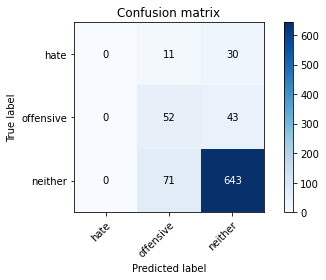 Confusion matrix
True label
hate 0 11 30
offensive 0 52 43
neither 0 71 643
hate offensive neither
Predicted label
600
500
400
300
200
100
0